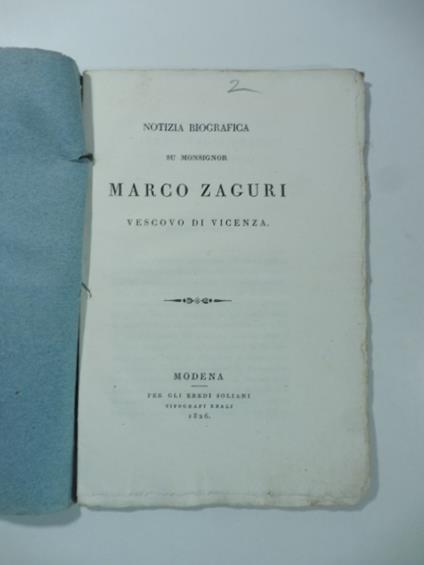 2
NOTIZIA BIOGRAFICA
SU MONSIGNOR
MARCO ZAGURI
VESCOVO DI VICENZA.
MODENA
PER GLI EREDI SOLIANI
TIPOGRAFI REALI
1826.